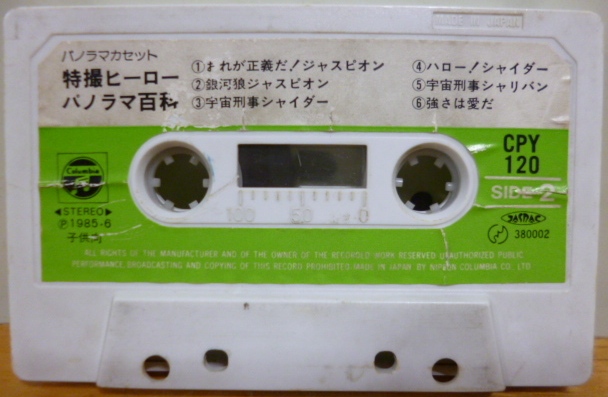 MADE IN JAPAN
パノラマカセット
特撮ヒーロー
パノラマ百科
①おれが正義だ!ジャスピオン
②銀河狼ジャスピオン
③宇宙刑事シャイダー
④ハロー!シャイダー
⑤宇宙刑事シャリバン
⑥強さは愛だ
CPY
120
SIDE 2
Columbia
◀STEREO▶
Ⓟ1985-6
子供向
100 50 0
JASRAC
380002
ALL RIGHTS OF THE MANUFACTURER AND OF THE OWNER OF THE RECORDED WORK RESERVED UNAUTHORIZED PUBLIC
PERFORMANCE, BROADCASTING AND COPYING OF THIS RECORD PROHIBITED MADE IN JAPAN BY NIPPON COLUMBIA CO. LTD